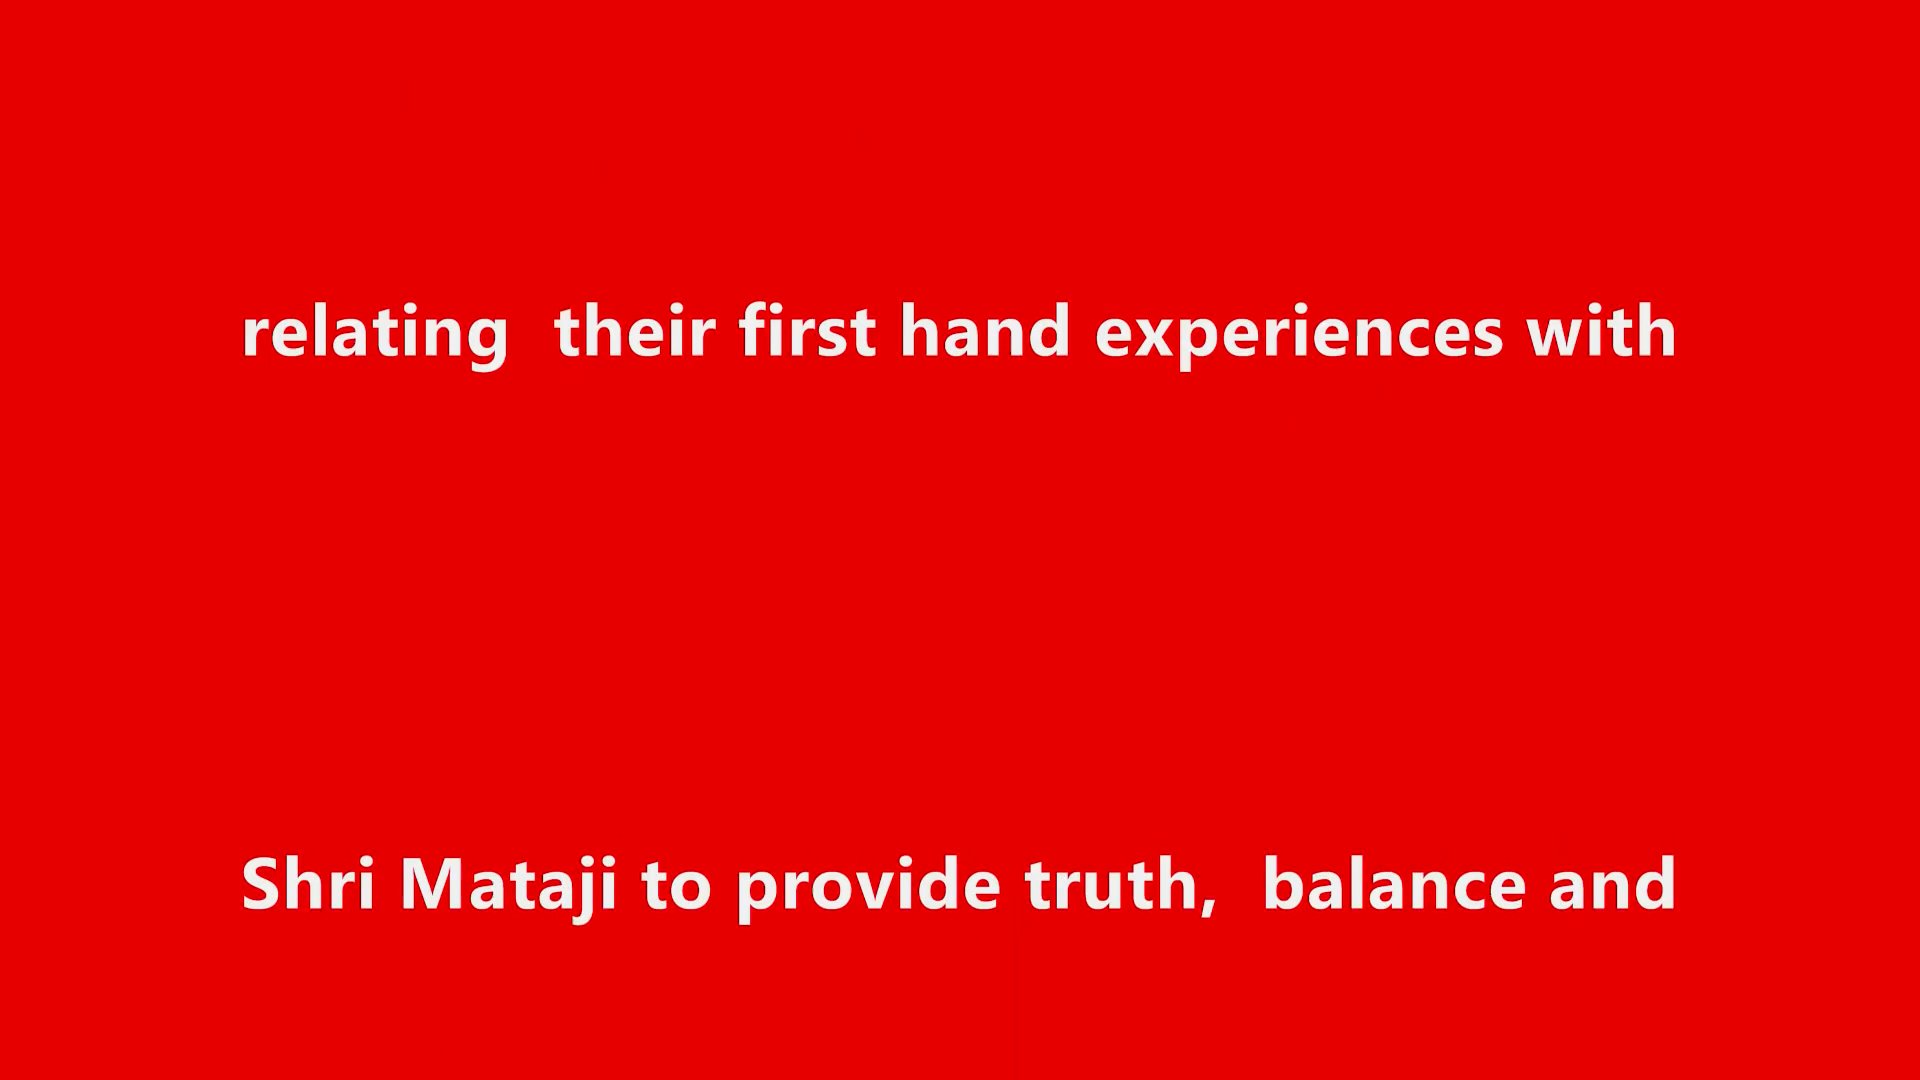 relating  their first hand experiences with
Shri Mataji to provide truth,  balance and